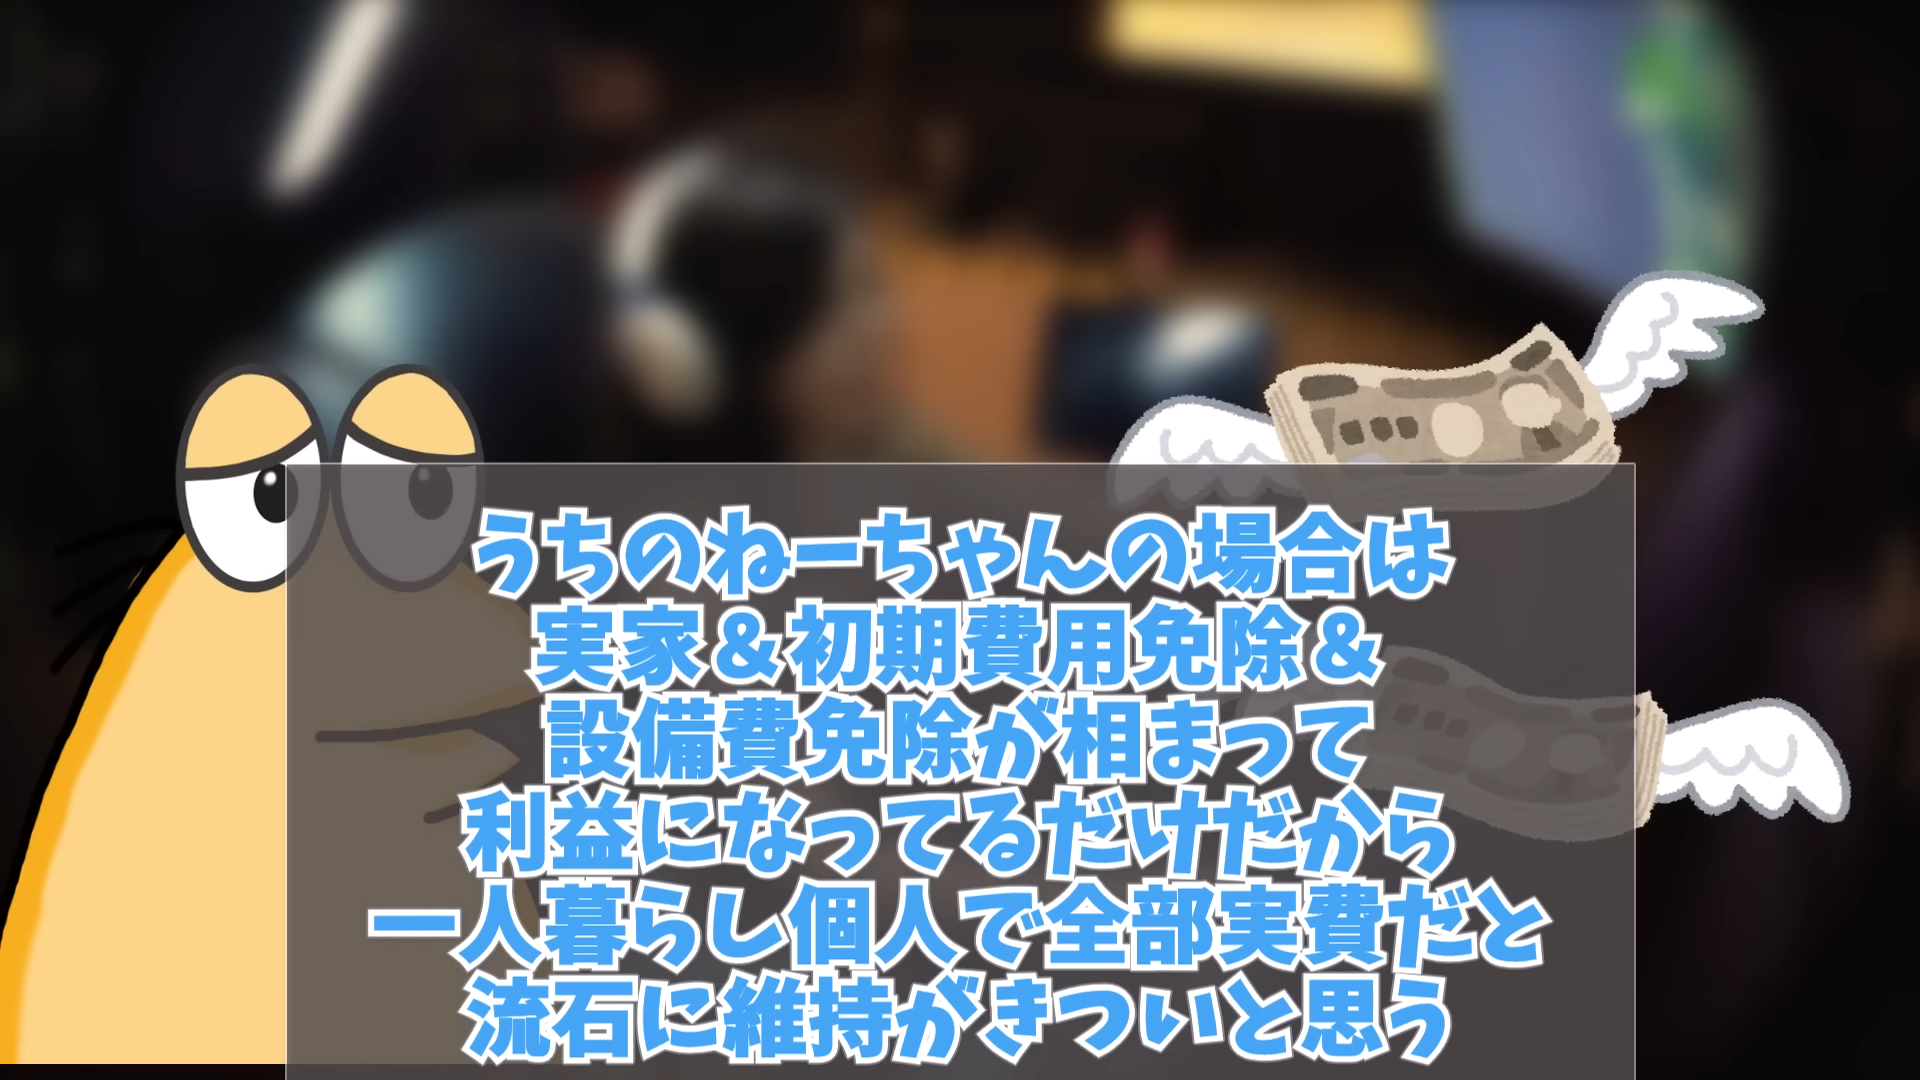 うちのねーちゃんの場合は
実家＆初期費用免除＆
設備費免除が相まって
利益になってるだけだから
一人暮らし個人で全部実費だと
流石に維持がきついと思う